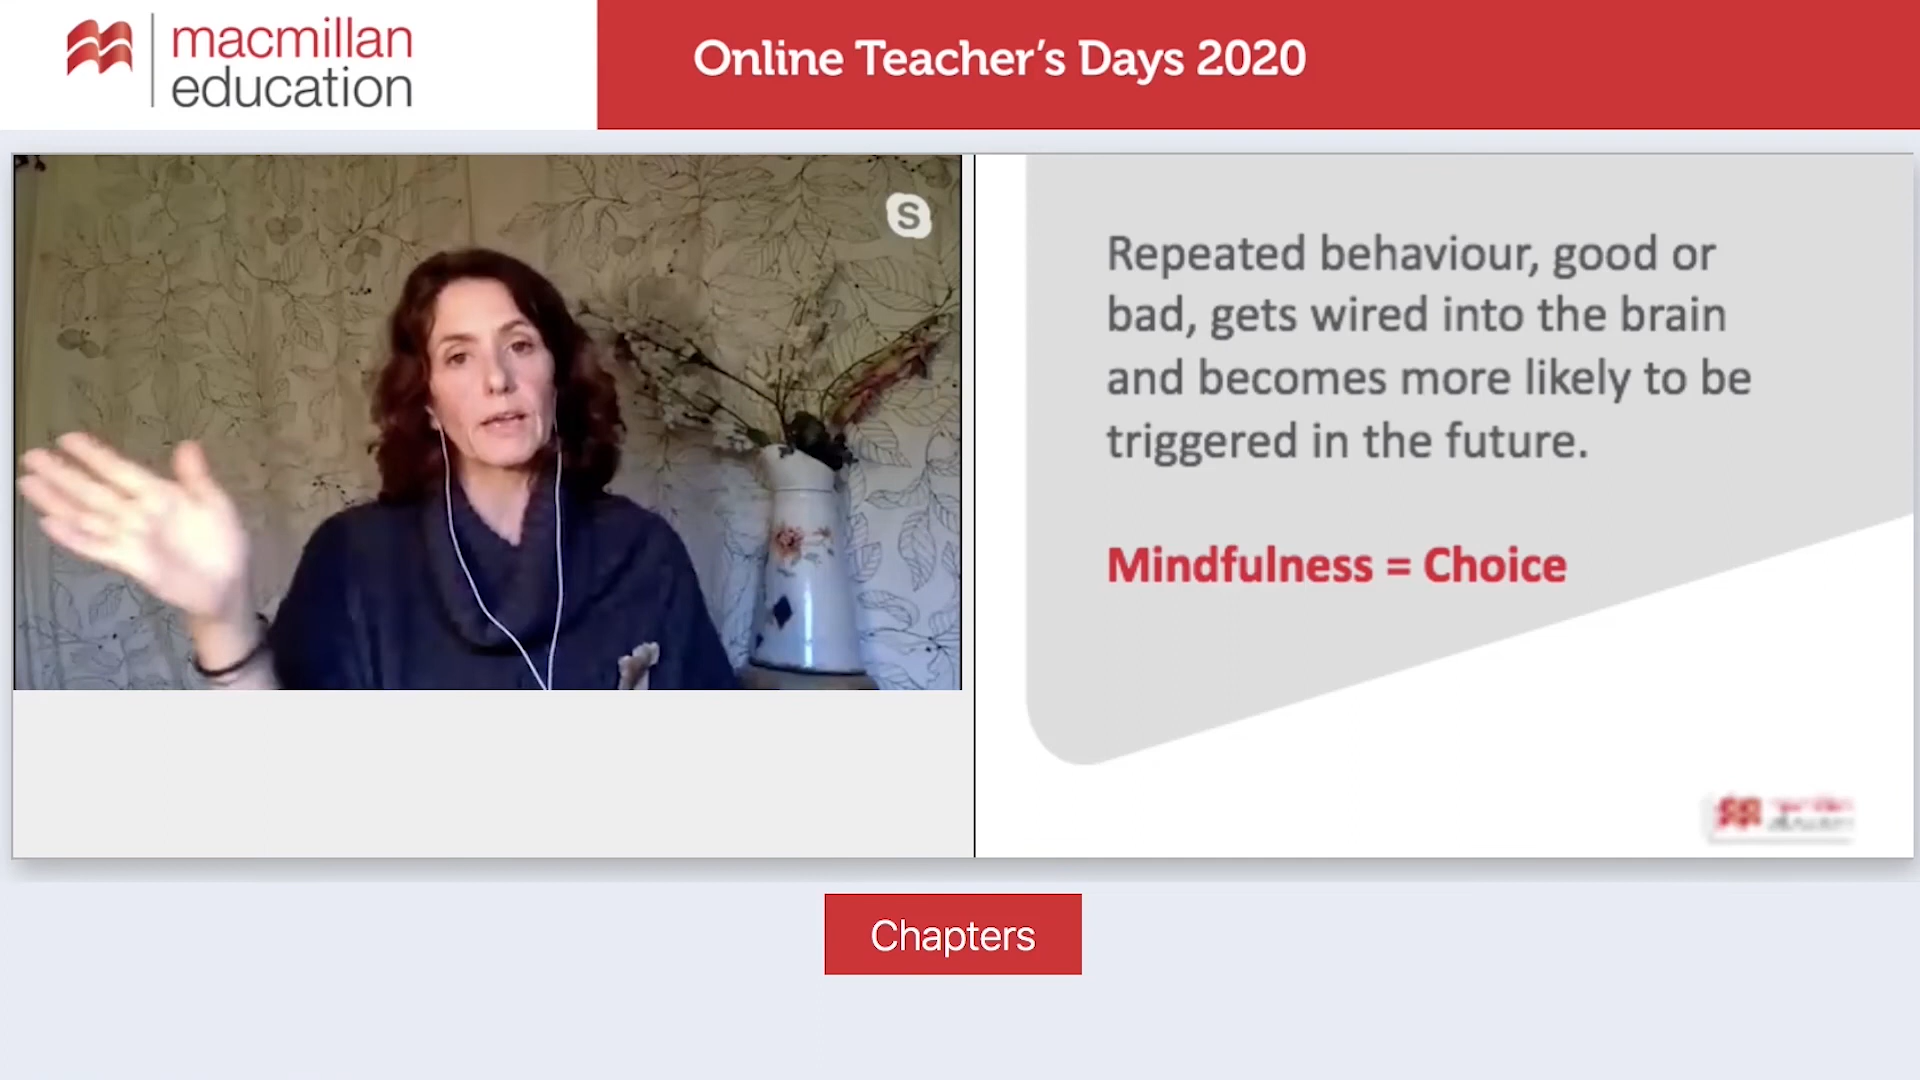 macmillan
education
Online Teacher's Days 2020
S
Repeated behaviour, good or
bad, gets wired into the brain
and becomes more likely to be
triggered in the future.
Mindfulness = Choice
Chapters